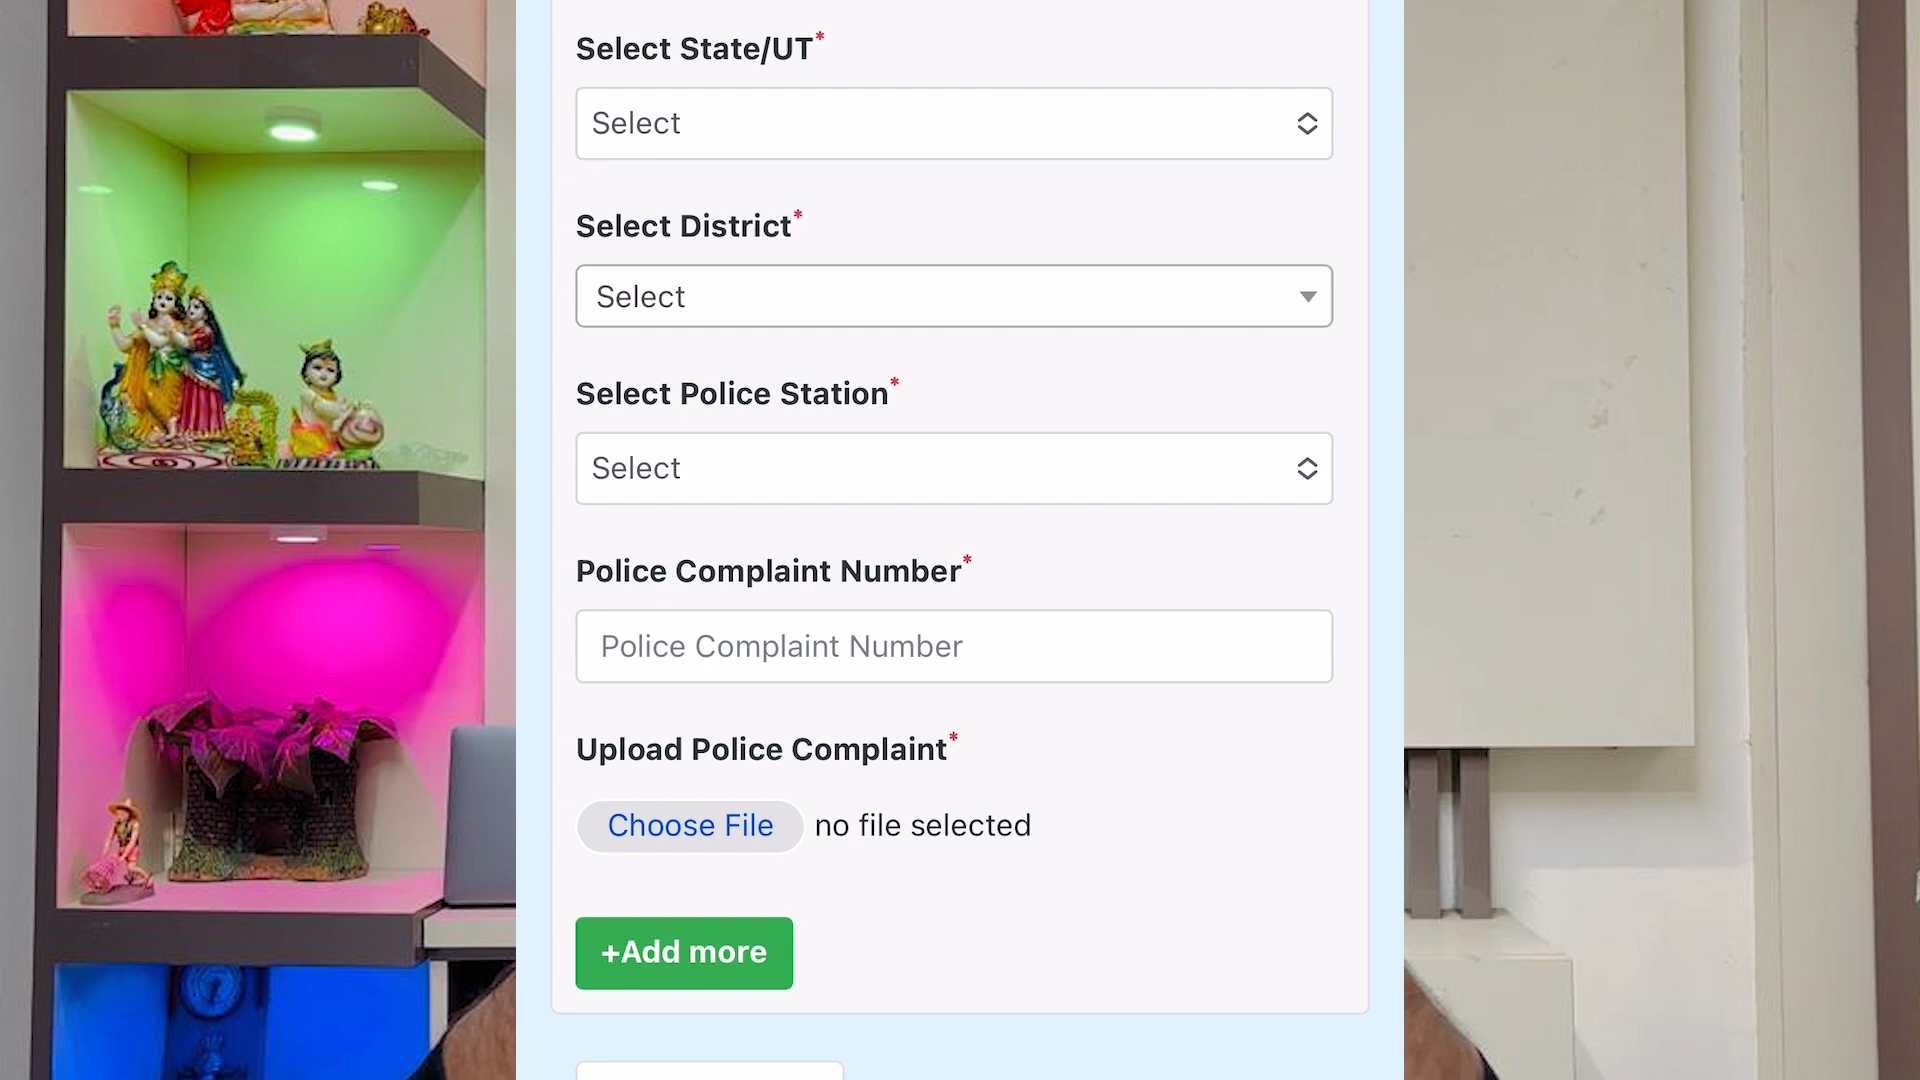 Select State/UT*
Select
Select District*
Select
Select Police Station*
Select
Police Complaint Number*
Police Complaint Number
Upload Police Complaint*
Choose File no file selected
+Add more